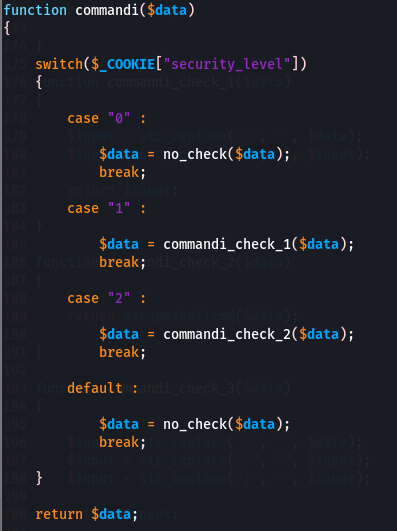 function commandi($data)
{
switch($_COOKIE["security_level"])
{
case "0" :
$data = no_check($data);
break;
case "1" :
$data = commandi_check_1($data);
break;
case "2" :
$data = commandi_check_2($data);
break;
default :
$data = no_check($data);
break;
}
return $data;